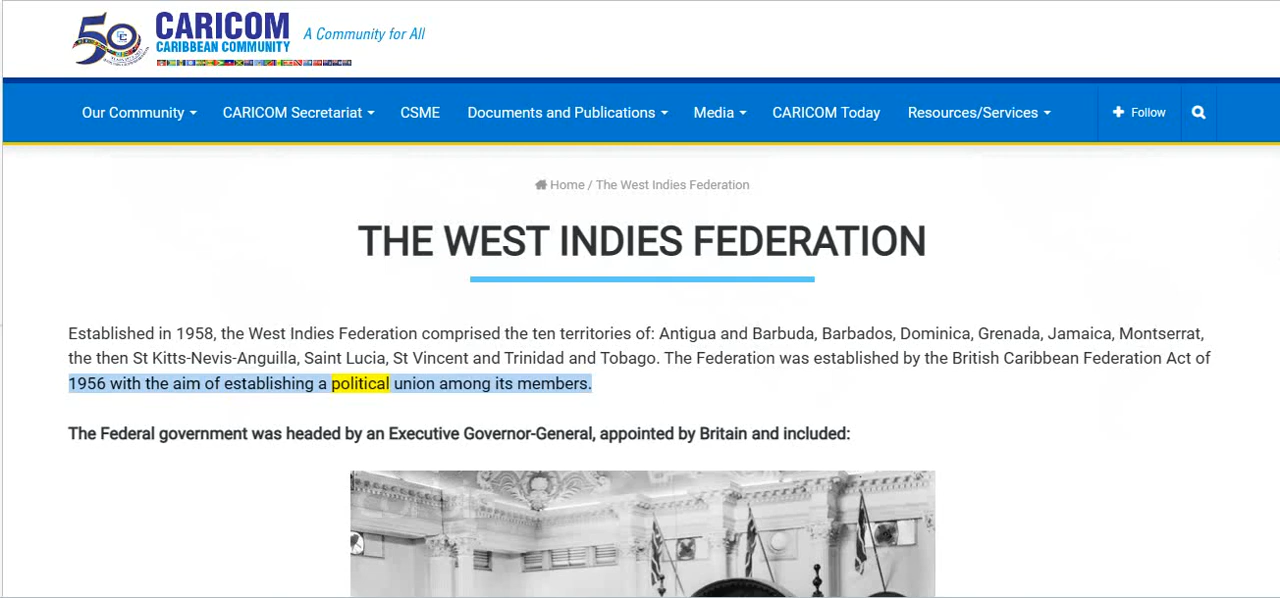 50
CARICOM
CARIBBEAN COMMUNITY
A Community for All
Our Community
CARICOM Secretariat
CSME
Documents and Publications
Media
CARICOM Today
Resources/Services
Follow
Home / The West Indies Federation
THE WEST INDIES FEDERATION
Established in 1958, the West Indies Federation comprised the ten territories of: Antigua and Barbuda, Barbados, Dominica, Grenada, Jamaica, Montserrat,
the then St Kitts-Nevis-Anguilla, Saint Lucia, St Vincent and Trinidad and Tobago. The Federation was established by the British Caribbean Federation Act of
1956 with the aim of establishing a political union among its members.
The Federal government was headed by an Executive Governor-General, appointed by Britain and included: